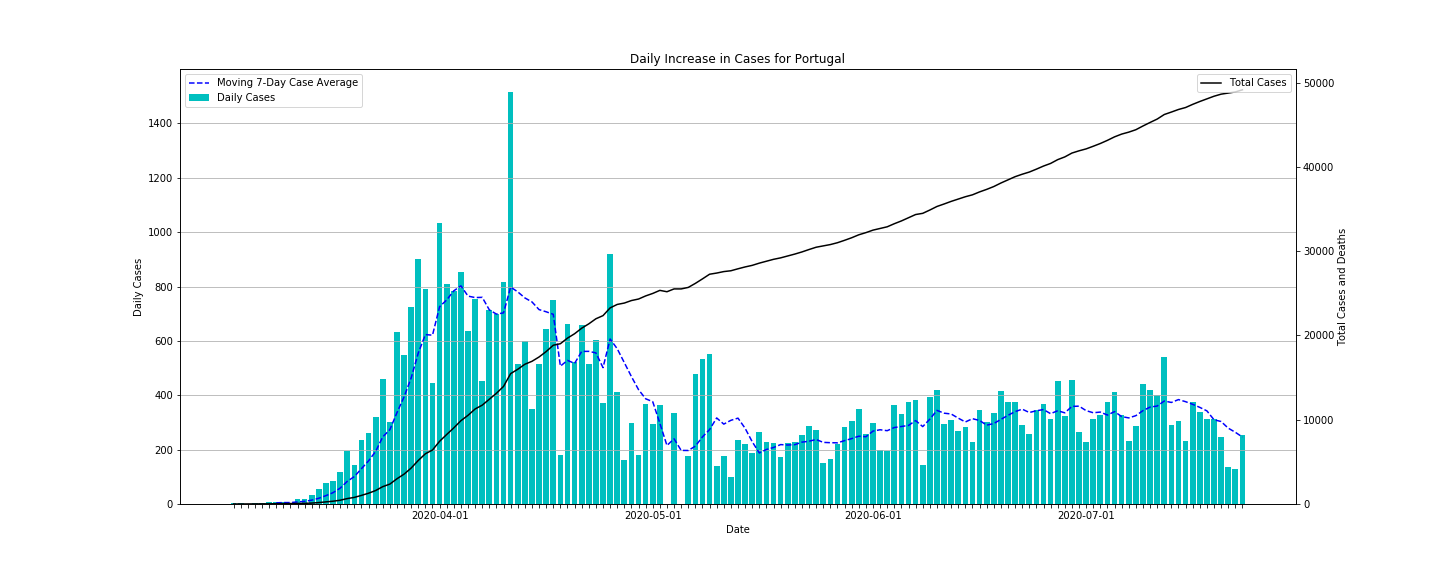 Daily Increase in Cases for Portugal
Moving 7-Day Case Average
Daily Cases
Total Cases
1400
1200
1000
800
600
400
200
0
Daily Cases
50000
40000
30000
20000
10000
0
Total Cases and Deaths
2020-04-01
2020-05-01
2020-06-01
2020-07-01
Date